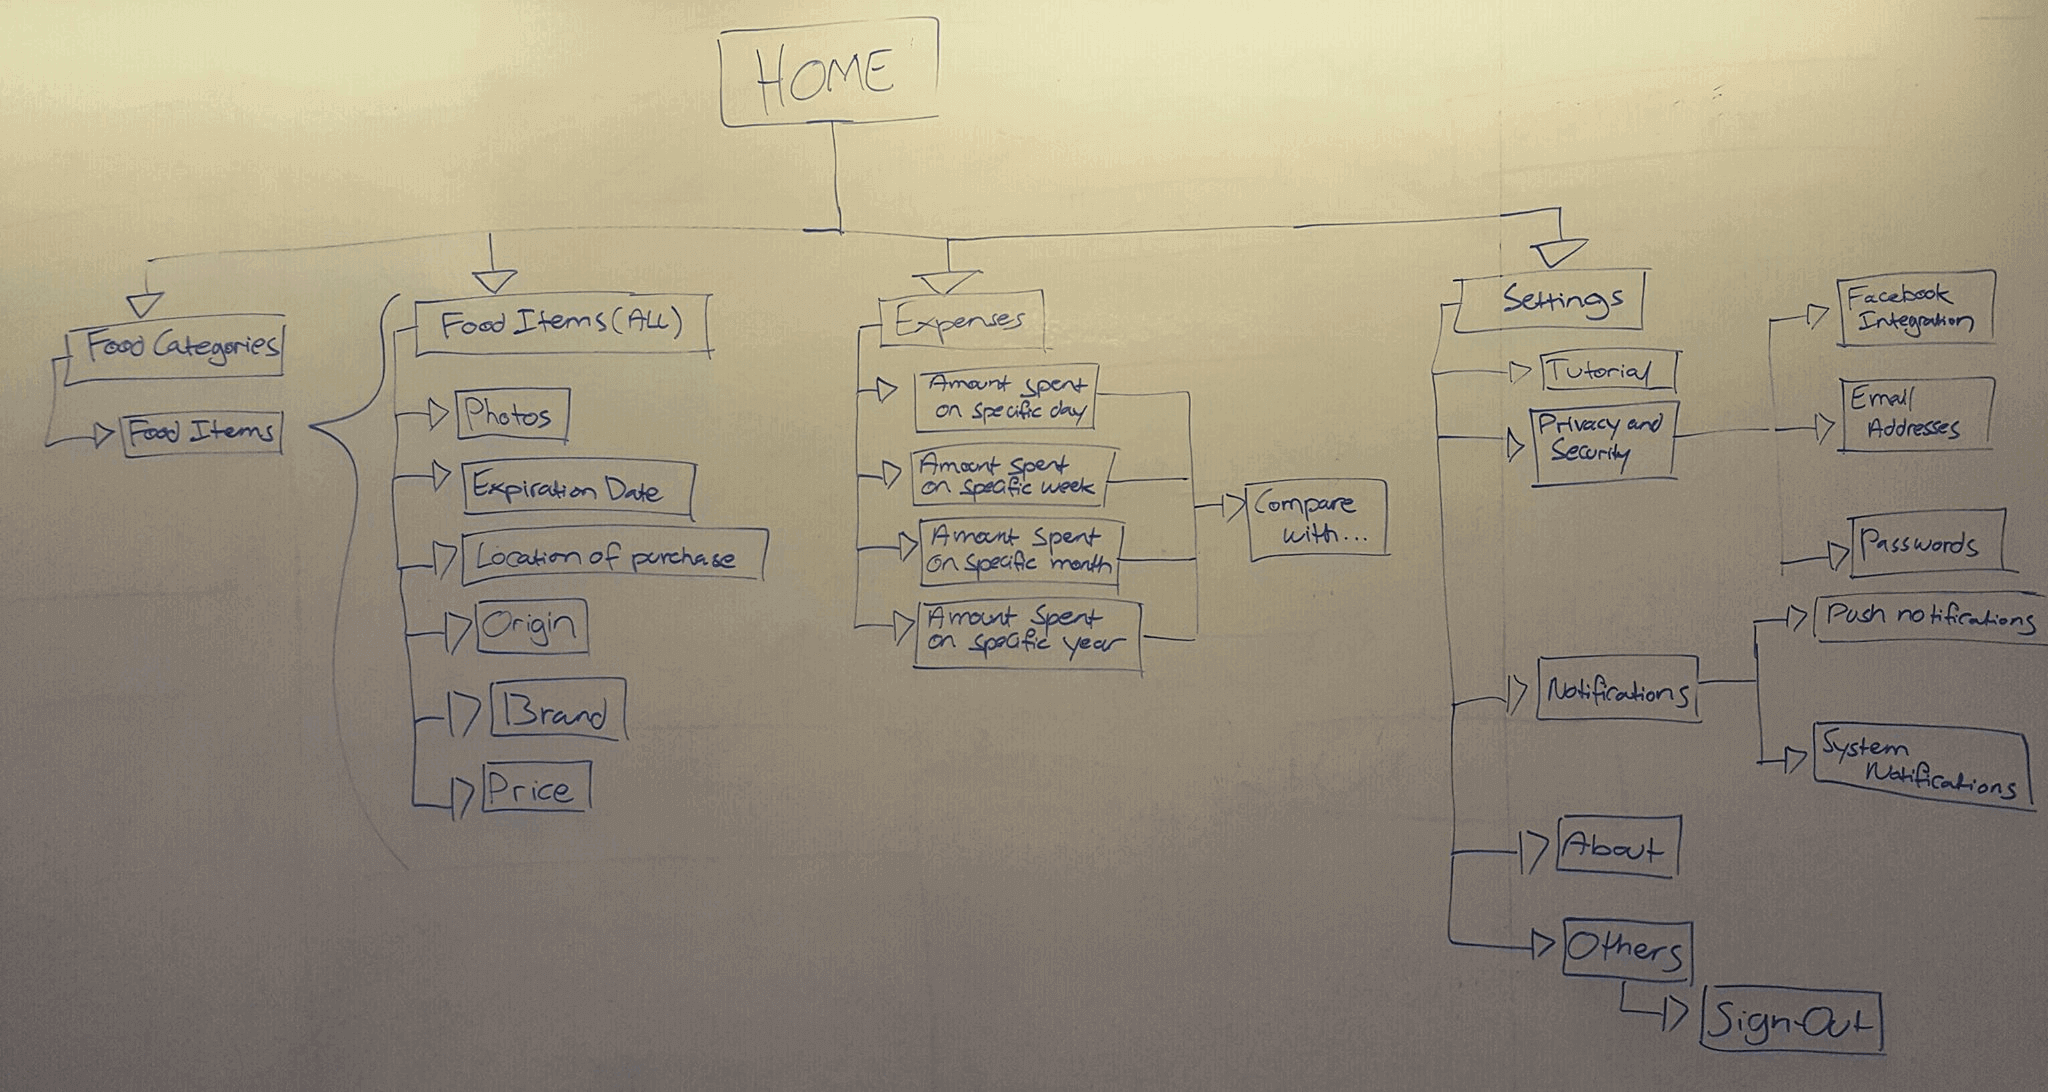 HOME
Food Categories
Food Items
Food Items (ALL)
Photos
Expiration Date
Location of purchase
Origin
Brand
Price
Expenses
Amount spent
on specific day
Amount spent
on specific week
Amount spent
on specific month
Amount Spent
on specific year
Compare
with...
Settings
Tutorial
Privacy and
Security
Facebook
Integration
Email
Addresses
Passwords
Notifications
Push notifications
System
Notifications
About
Others
Sign-Out